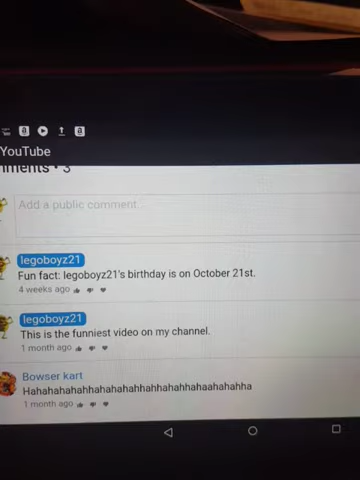 YouTube
mments • 3
Add a public comment...
legoboyz21
Fun fact: legoboyz21's birthday is on October 21st.
4 weeks ago
legoboyz21
This is the funniest video on my channel.
1 month ago
Bowser kart
Hahahahahahhahahahahhahhahahhahaahahahha
1 month ago